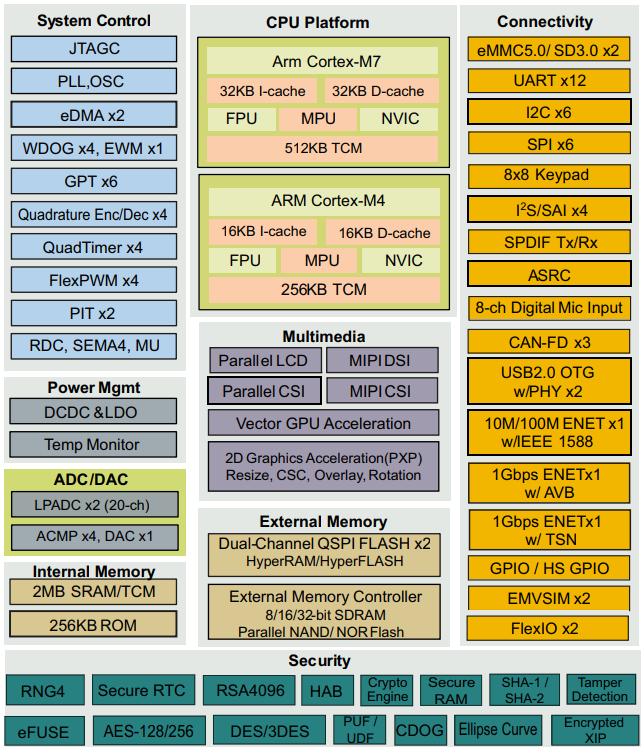 System Control
JTAGC
PLL,OSC
eDMA x2
WDOG x4, EWM x1
GPT x6
Quadrature Enc/Dec x4
QuadTimer x4
FlexPWM x4
PIT x2
RDC, SEMA4, MU
Power Mgmt
DCDC &LDO
Temp Monitor
ADC/DAC
LPADC x2 (20-ch)
ACMP x4, DAC x1
Internal Memory
2MB SRAM/TCM
256KB ROM
CPU Platform
Arm Cortex-M7
32KB I-cache 32KB D-cache
FPU MPU NVIC
512KB TCM
ARM Cortex-M4
16KB I-cache 16KB D-cache
FPU MPU NVIC
256KB TCM
Multimedia
Parallel LCD MIPI DSI
Parallel CSI MIPI CSI
Vector GPU Acceleration
2D Graphics Acceleration(PXP)
Resize, CSC, Overlay, Rotation
External Memory
Dual-Channel QSPI FLASH x2
HyperRAM/HyperFLASH
External Memory Controller
8/16/32-bit SDRAM
Parallel NAND/ NOR Flash
Connectivity
eMMC5.0/ SD3.0 x2
UART x12
I2C x6
SPI x6
8x8 Keypad
I²S/SAI x4
SPDIF Tx/Rx
ASRC
8-ch Digital Mic Input
CAN-FD x3
USB2.0 OTG
w/PHY x2
10M/100M ENET x1
w/IEEE 1588
1Gbps ENETx1
w/ AVB
1Gbps ENETx1
w/ TSN
GPIO / HS GPIO
EMVSIM x2
FlexIO x2
Security
RNG4 Secure RTC RSA4096 HAB Crypto Engine Secure RAM SHA-1 / SHA-2 Tamper Detection
eFUSE AES-128/256 DES/3DES PUF / UDF CDOG Ellipse Curve Encrypted XIP